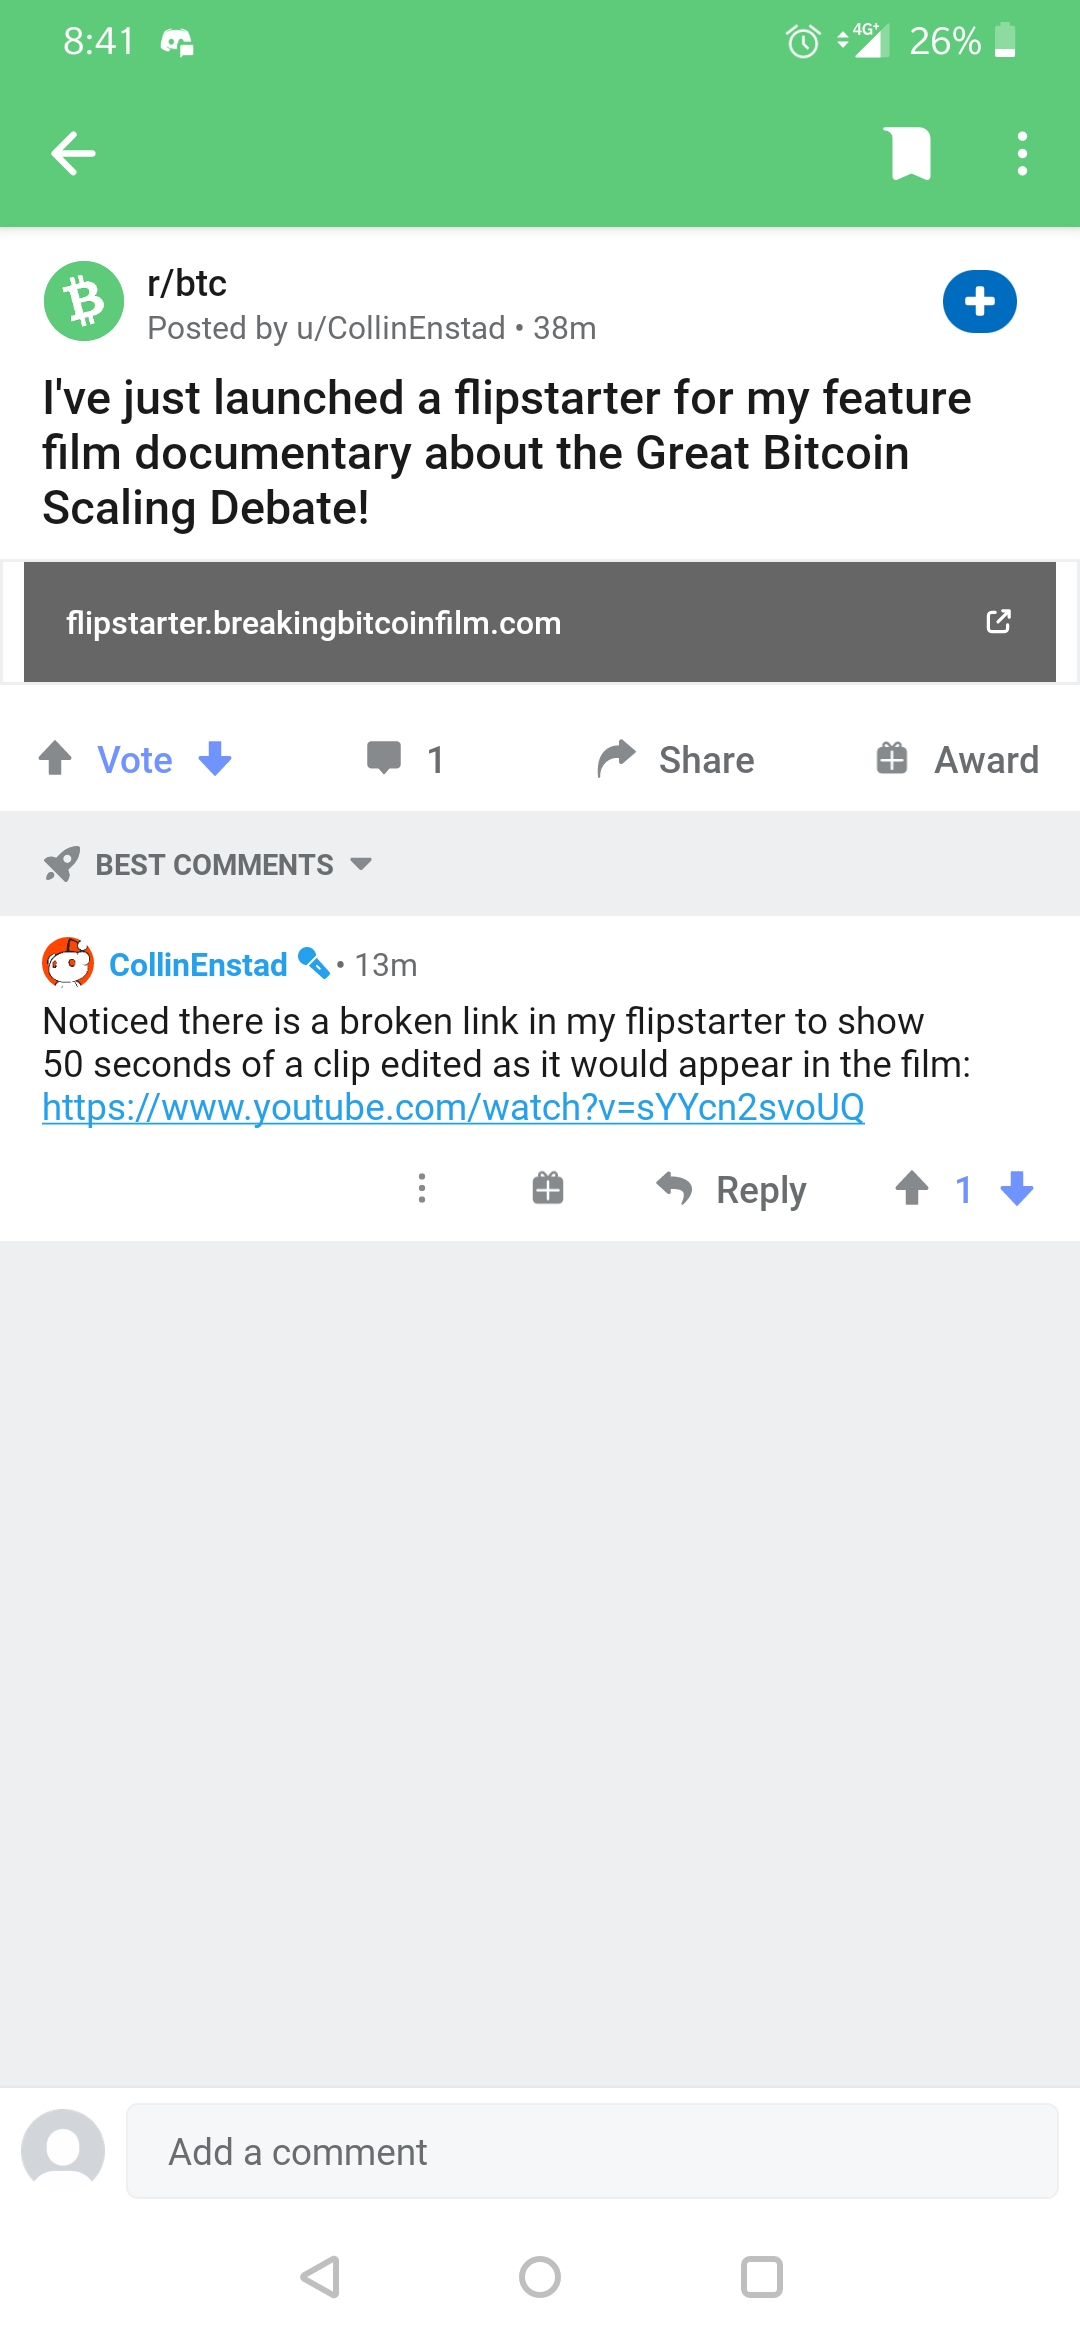 8:41 4G+ 26%
r/btc
Posted by u/CollinEnstad • 38m
I've just launched a flipstarter for my feature
film documentary about the Great Bitcoin
Scaling Debate!
flipstarter.breakingbitcoinfilm.com
Vote 1 Share Award
BEST COMMENTS
CollinEnstad • 13m
Noticed there is a broken link in my flipstarter to show
50 seconds of a clip edited as it would appear in the film:
https://www.youtube.com/watch?v=sYYcn2svoUQ
Reply 1
Add a comment